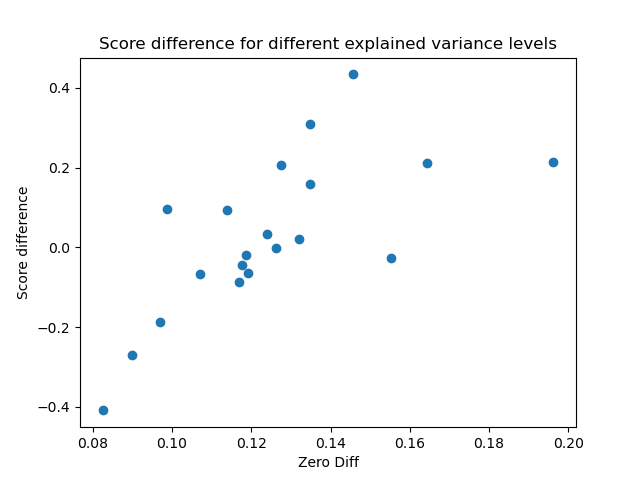 Score difference for different explained variance levels
0.4
0.2
0.0
−0.2
−0.4
Score difference
0.08 0.10 0.12 0.14 0.16 0.18 0.20
Zero Diff